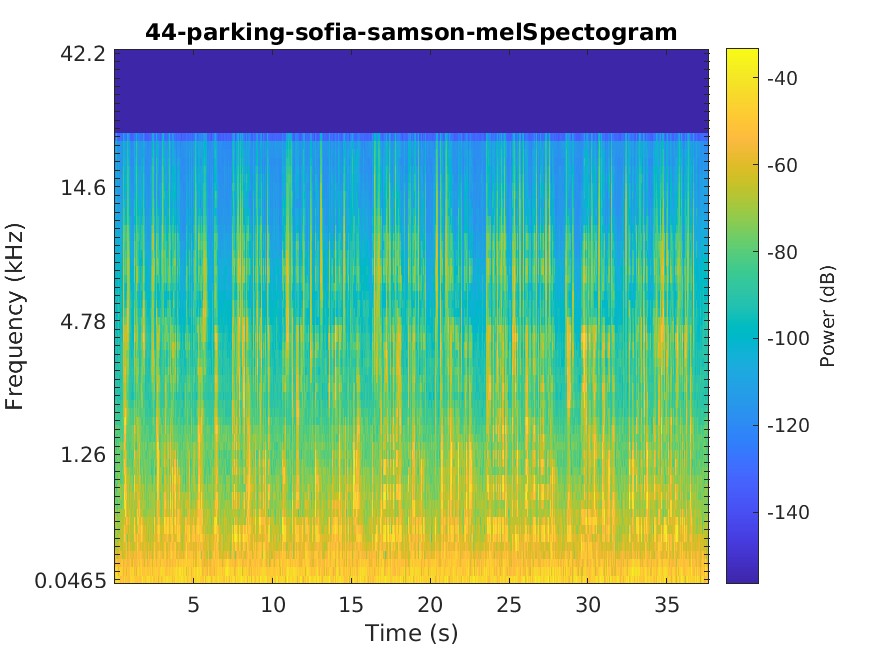 44-parking-sofia-samson-melSpectogram
42.2
14.6
4.78
1.26
0.0465
Frequency (kHz)
5 10 15 20 25 30 35
Time (s)
-40
-60
-80
-100
-120
-140
Power (dB)